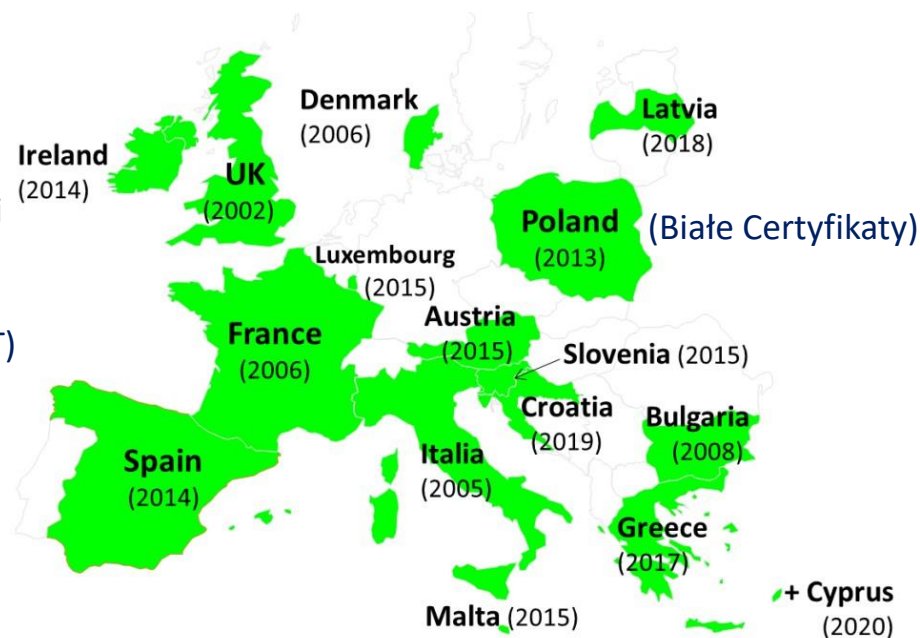 Denmark
(2006)
Latvia
(2018)
Ireland
(2014)
UK
(2002)
i
Poland
(2013)
(Białe Certyfikaty)
Luxembourg
(2015)
T)
France
(2006)
Austria
(2015)
Slovenia (2015)
Croatia
(2019)
Bulgaria
(2008)
Spain
(2014)
Italia
(2005)
Greece
(2017)
Malta (2015)
+ Cyprus
(2020)